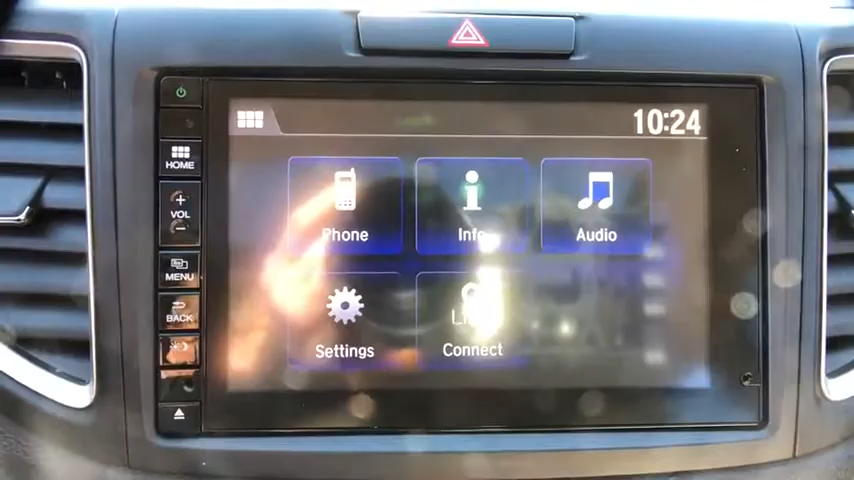 10:24
HOME
+
VOL
−
MENU
BACK
Phone
Info
Audio
Settings
Connect